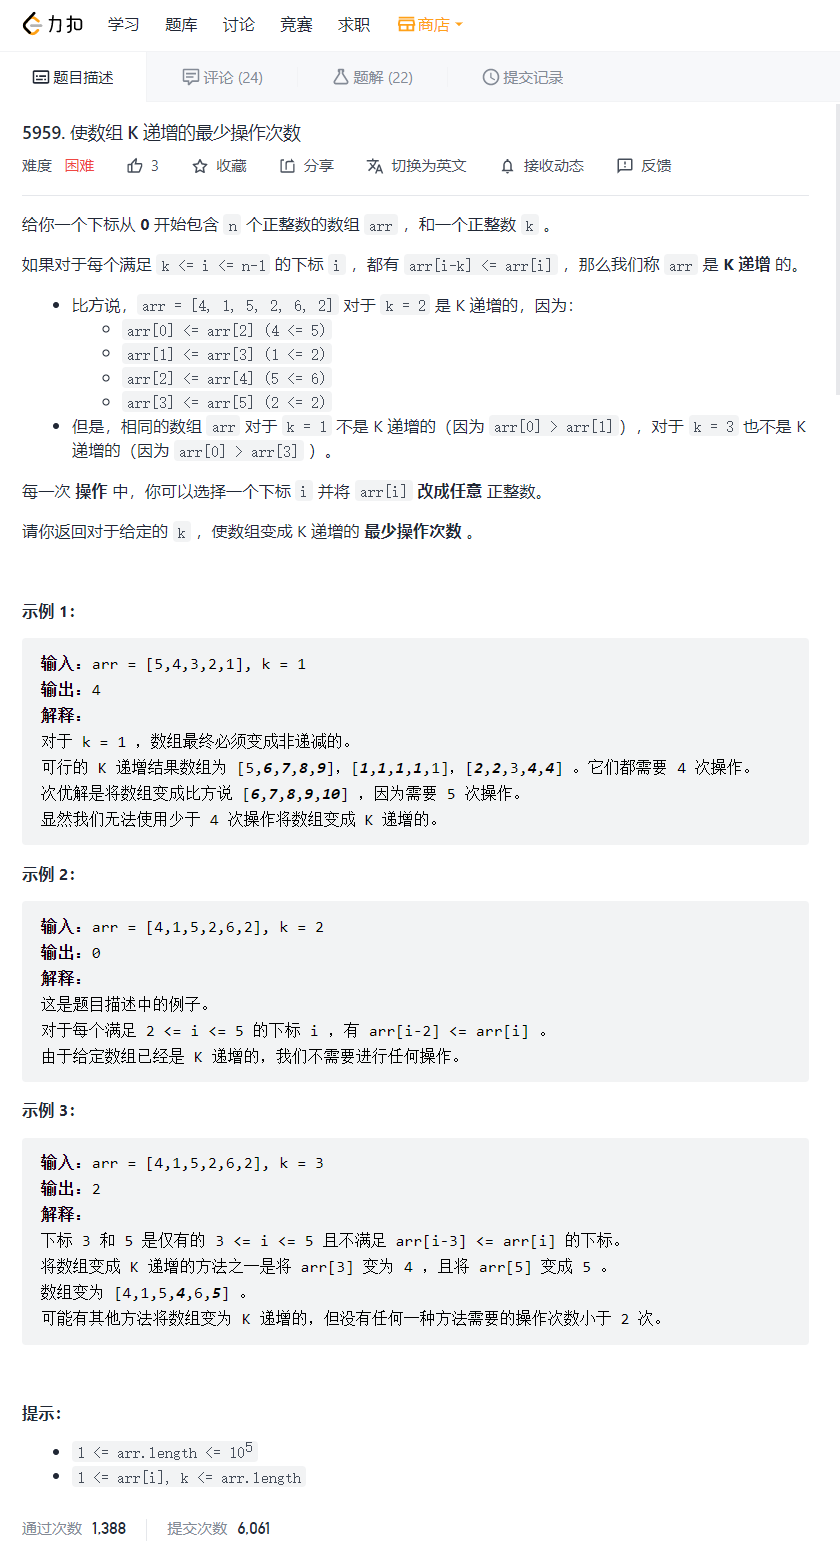 力扣 学习 题库 讨论 竞赛 求职 商店
题目描述 评论 (24) 题解 (22) 提交记录
5959. 使数组 K 递增的最少操作次数
难度 困难 3 收藏 分享 切换为英文 接收动态 反馈
给你一个下标从 0 开始包含 n 个正整数的数组 arr ，和一个正整数 k 。
如果对于每个满足 k <= i <= n-1 的下标 i ，都有 arr[i-k] <= arr[i] ，那么我们称 arr 是 K 递增 的。
比方说，arr = [4, 1, 5, 2, 6, 2] 对于 k = 2 是 K 递增的，因为：
arr[0] <= arr[2] (4 <= 5)
arr[1] <= arr[3] (1 <= 2)
arr[2] <= arr[4] (5 <= 6)
arr[3] <= arr[5] (2 <= 2)
但是，相同的数组 arr 对于 k = 1 不是 K 递增的（因为 arr[0] > arr[1] ），对于 k = 3 也不是 K
递增的（因为 arr[0] > arr[3] ）。
每一次 操作 中，你可以选择一个下标 i 并将 arr[i] 改成任意 正整数。
请你返回对于给定的 k ，使数组变成 K 递增的 最少操作次数 。
示例 1：
输入：arr = [5,4,3,2,1], k = 1
输出：4
解释：
对于 k = 1 ，数组最终必须变成非递减的。
可行的 K 递增结果数组为 [5,6,7,8,9]，[1,1,1,1,1]，[2,2,3,4,4] 。它们都需要 4 次操作。
次优解是将数组变成比方说 [6,7,8,9,10] ，因为需要 5 次操作。
显然我们无法使用少于 4 次操作将数组变成 K 递增的。
示例 2：
输入：arr = [4,1,5,2,6,2], k = 2
输出：0
解释：
这是题目描述中的例子。
对于每个满足 2 <= i <= 5 的下标 i ，有 arr[i-2] <= arr[i] 。
由于给定数组已经是 K 递增的，我们不需要进行任何操作。
示例 3：
输入：arr = [4,1,5,2,6,2], k = 3
输出：2
解释：
下标 3 和 5 是仅有的 3 <= i <= 5 且不满足 arr[i-3] <= arr[i] 的下标。
将数组变成 K 递增的方法之一是将 arr[3] 变为 4 ，且将 arr[5] 变成 5 。
数组变为 [4,1,5,4,6,5] 。
可能有其他方法将数组变为 K 递增的，但没有任何一种方法需要的操作次数小于 2 次。
提示：
1 <= arr.length <= 10⁵
1 <= arr[i], k <= arr.length
通过次数 1,388 提交次数 6,061